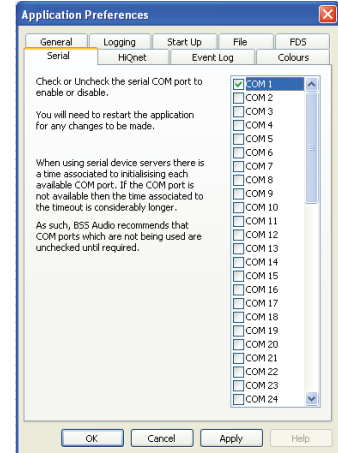 Application Preferences
General Logging Start Up File FDS
Serial HiQnet Event Log Colours
Check or Uncheck the serial COM port to
enable or disable.
You will need to restart the application
for any changes to be made.
When using serial device servers there is
a time associated to initialising each
available COM port. If the COM port is
not available then the time associated to
the timeout is considerably longer.
As such, BSS Audio recommends that
COM ports which are not being used are
unchecked until required.
COM 1
COM 2
COM 3
COM 4
COM 5
COM 6
COM 7
COM 8
COM 9
COM 10
COM 11
COM 12
COM 13
COM 14
COM 15
COM 16
COM 17
COM 18
COM 19
COM 20
COM 21
COM 22
COM 23
COM 24
OK Cancel Apply Help